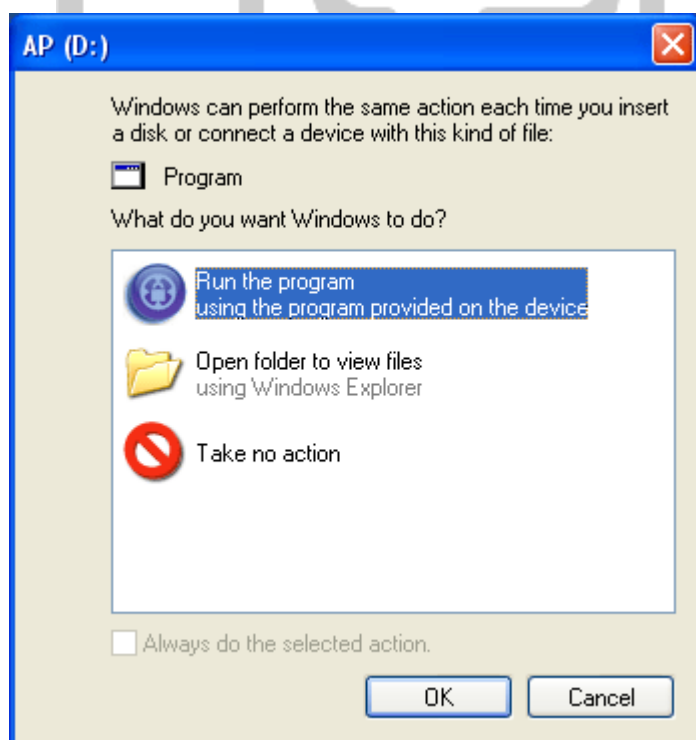 AP (D:)
Windows can perform the same action each time you insert
a disk or connect a device with this kind of file:
Program
What do you want Windows to do?
Run the program
using the program provided on the device
Open folder to view files
using Windows Explorer
Take no action
Always do the selected action.
OK
Cancel